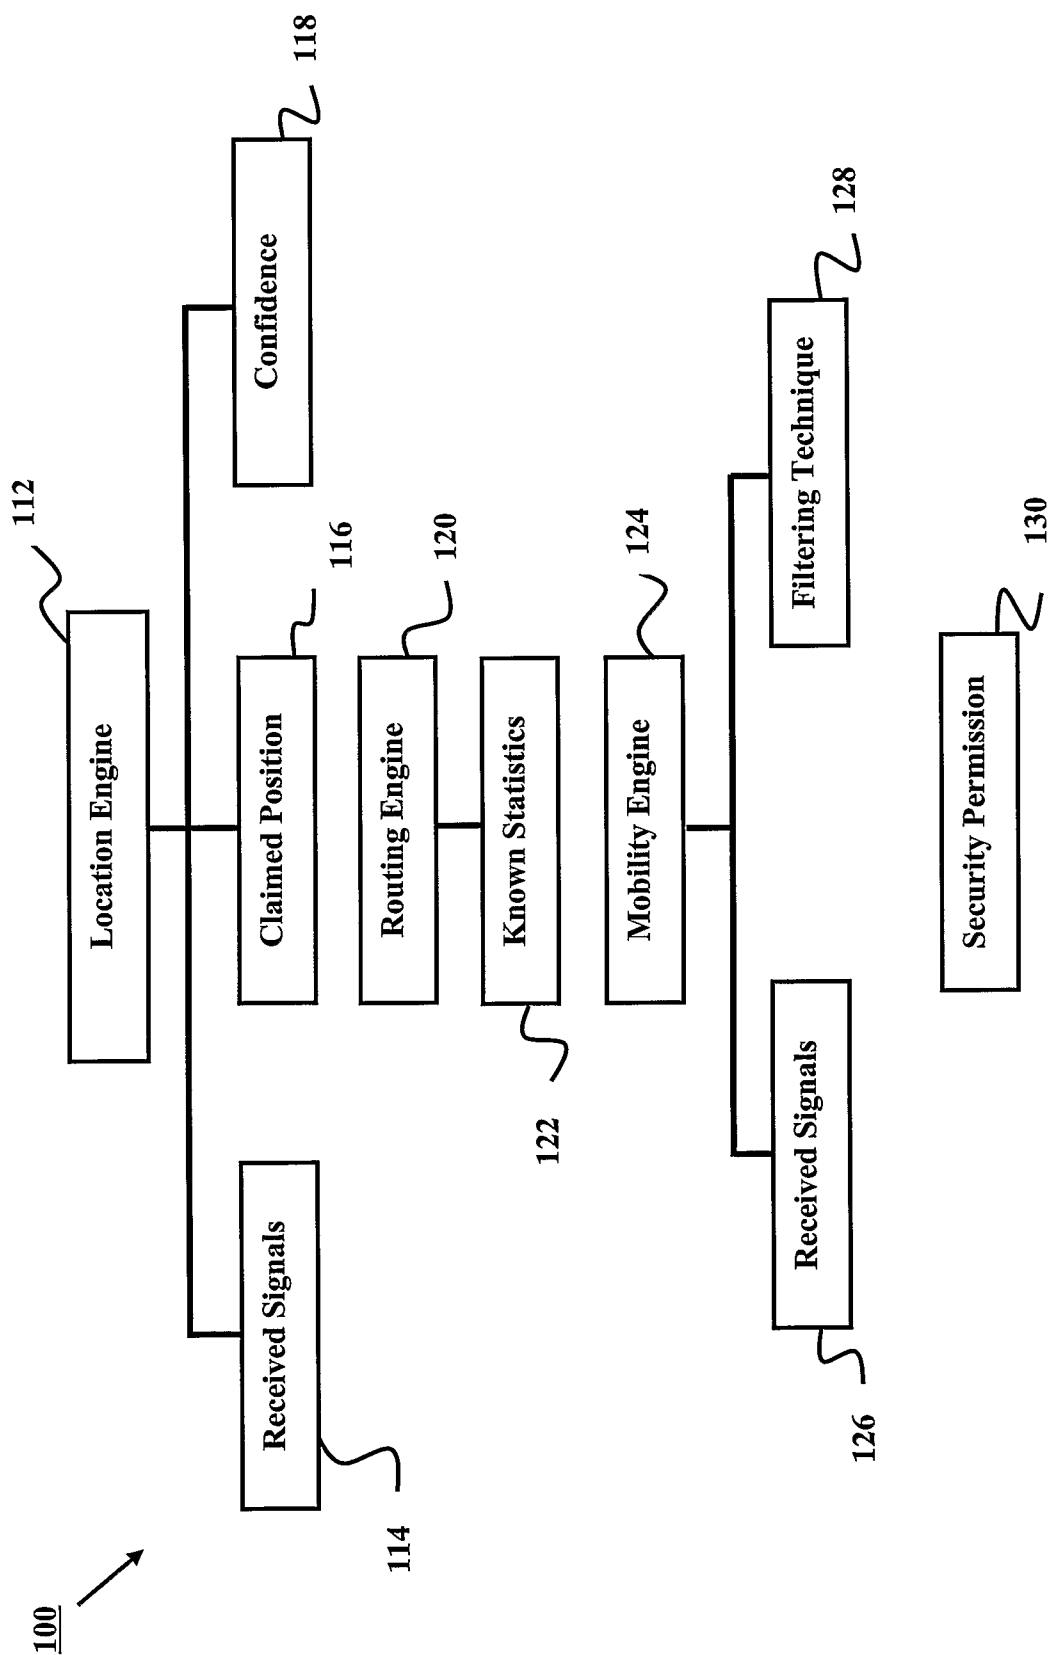 100
112
Location Engine
Received Signals
114
Claimed Position
116
Confidence
118
Routing Engine
120
Known Statistics
122
Mobility Engine
124
Received Signals
126
Filtering Technique
128
Security Permission
130